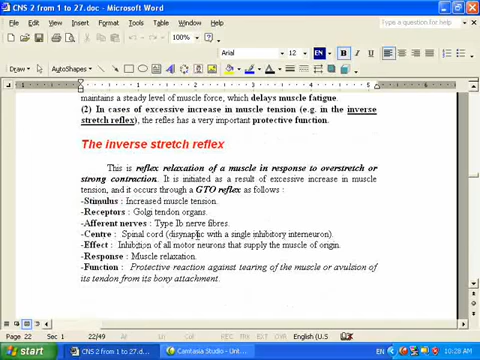 CNS 2 from 1 to 27.doc - Microsoft Word
File Edit View Insert Format Tools Table Window Help
Type a question for help
100%
Arial 12 EN B
Draw AutoShapes
maintains a steady level of muscle force, which delays muscle fatigue.
(2) In cases of excessive increase in muscle tension (e.g. in the inverse
stretch reflex), the reflex has a very important protective function.
The inverse stretch reflex
This is reflex relaxation of a muscle in response to overstretch or
strong contraction. It is initiated as a result of excessive increase in muscle
tension, and it occurs through a GTO reflex as follows :
-Stimulus : Increased muscle tension.
-Receptors : Golgi tendon organs.
-Afferent nerves : Type Ib nerve fibres.
-Centre : Spinal cord (disynaptic with a single inhibitory interneuron).
-Effect : Inhibition of all motor neurons that supply the muscle of origin.
-Response : Muscle relaxation.
-Function : Protective reaction against tearing of the muscle or avulsion of
its tendon from its bony attachment.
Page 22 Sec 1 22/49 At Ln Col REC TRK EXT OVR English (U.S
start CNS 2 from 1 to 27.do... Camtasia Studio - Unt... EN 10:28 AM